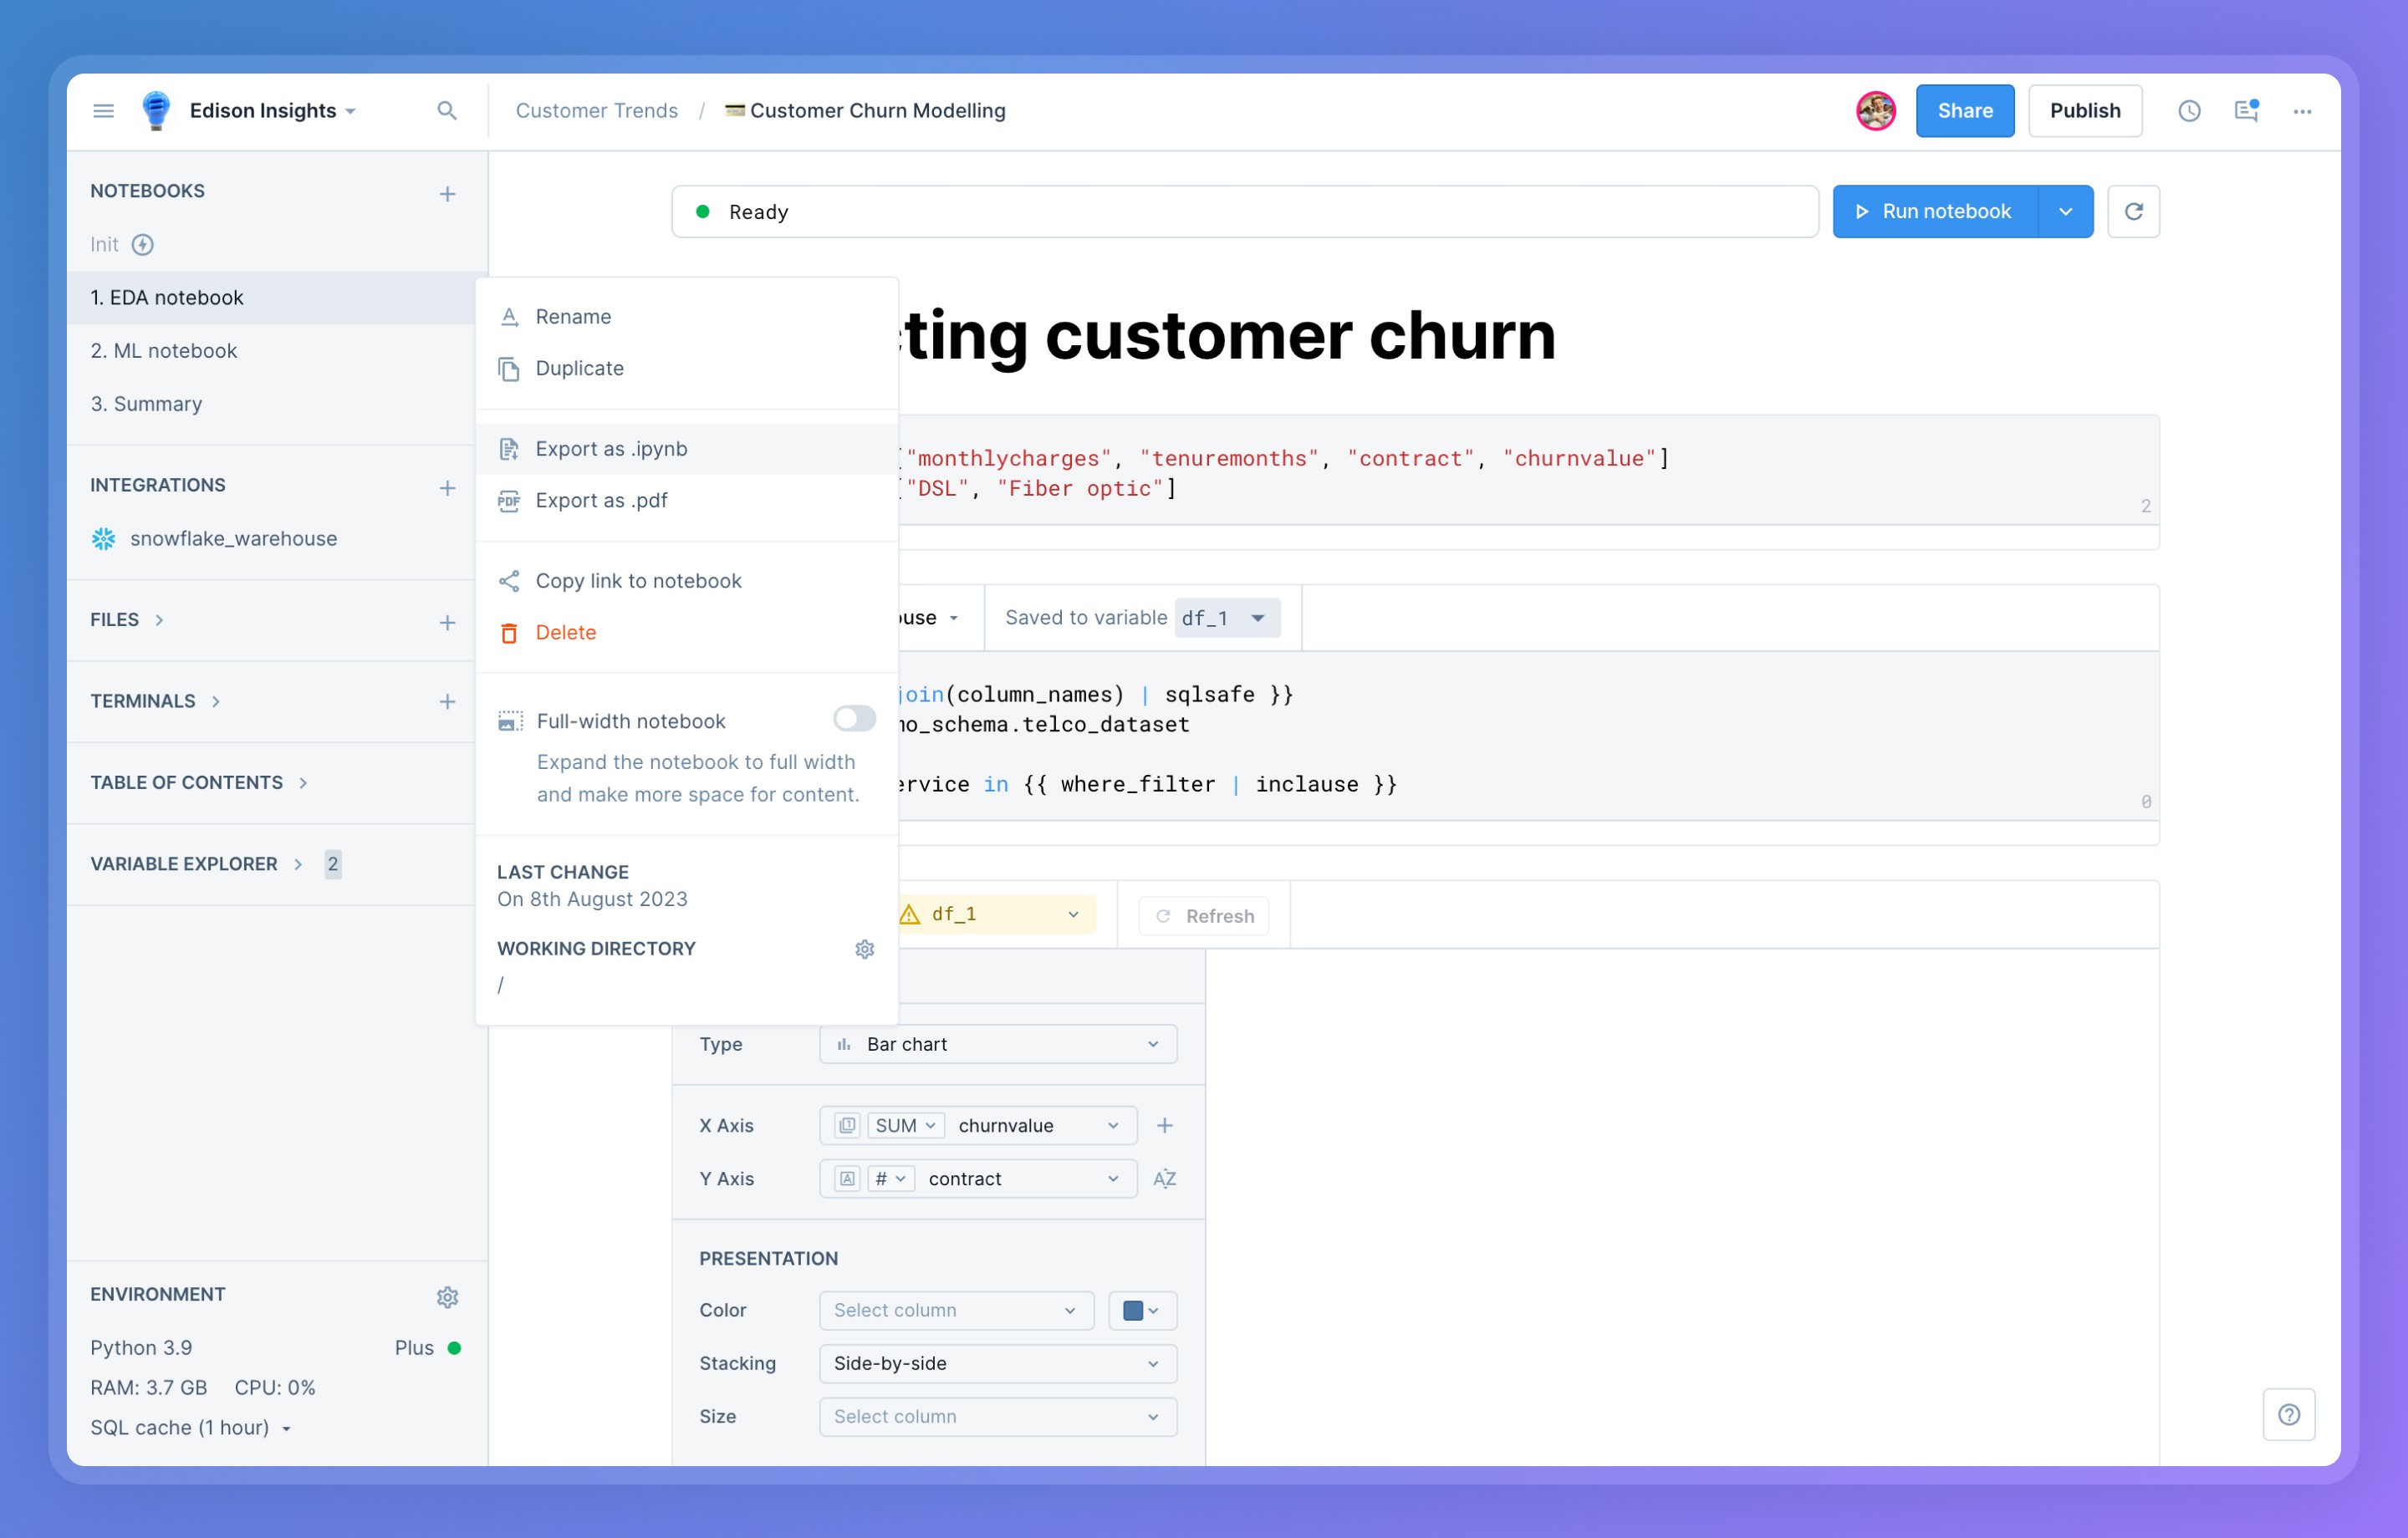 Edison Insights
Customer Trends / Customer Churn Modelling
Share
Publish
NOTEBOOKS
Init
1. EDA notebook
2. ML notebook
3. Summary
INTEGRATIONS
snowflake_warehouse
FILES
TERMINALS
TABLE OF CONTENTS
VARIABLE EXPLORER 2
ENVIRONMENT
Python 3.9 Plus
RAM: 3.7 GB CPU: 0%
SQL cache (1 hour)
Rename
Duplicate
Export as .ipynb
PDF Export as .pdf
Copy link to notebook
Delete
Full-width notebook
Expand the notebook to full width
and make more space for content.
LAST CHANGE
On 8th August 2023
WORKING DIRECTORY
/
Ready
Run notebook
cting customer churn
["monthlycharges", "tenuremonths", "contract", "churnvalue"]
["DSL", "Fiber optic"]
2
ouse
Saved to variable df_1
join(column_names) | sqlsafe }}
mo_schema.telco_dataset
ervice in {{ where_filter | inclause }}
0
df_1
Refresh
Type Bar chart
X Axis SUM churnvalue
Y Axis A # contract AZ
PRESENTATION
Color Select column
Stacking Side-by-side
Size Select column